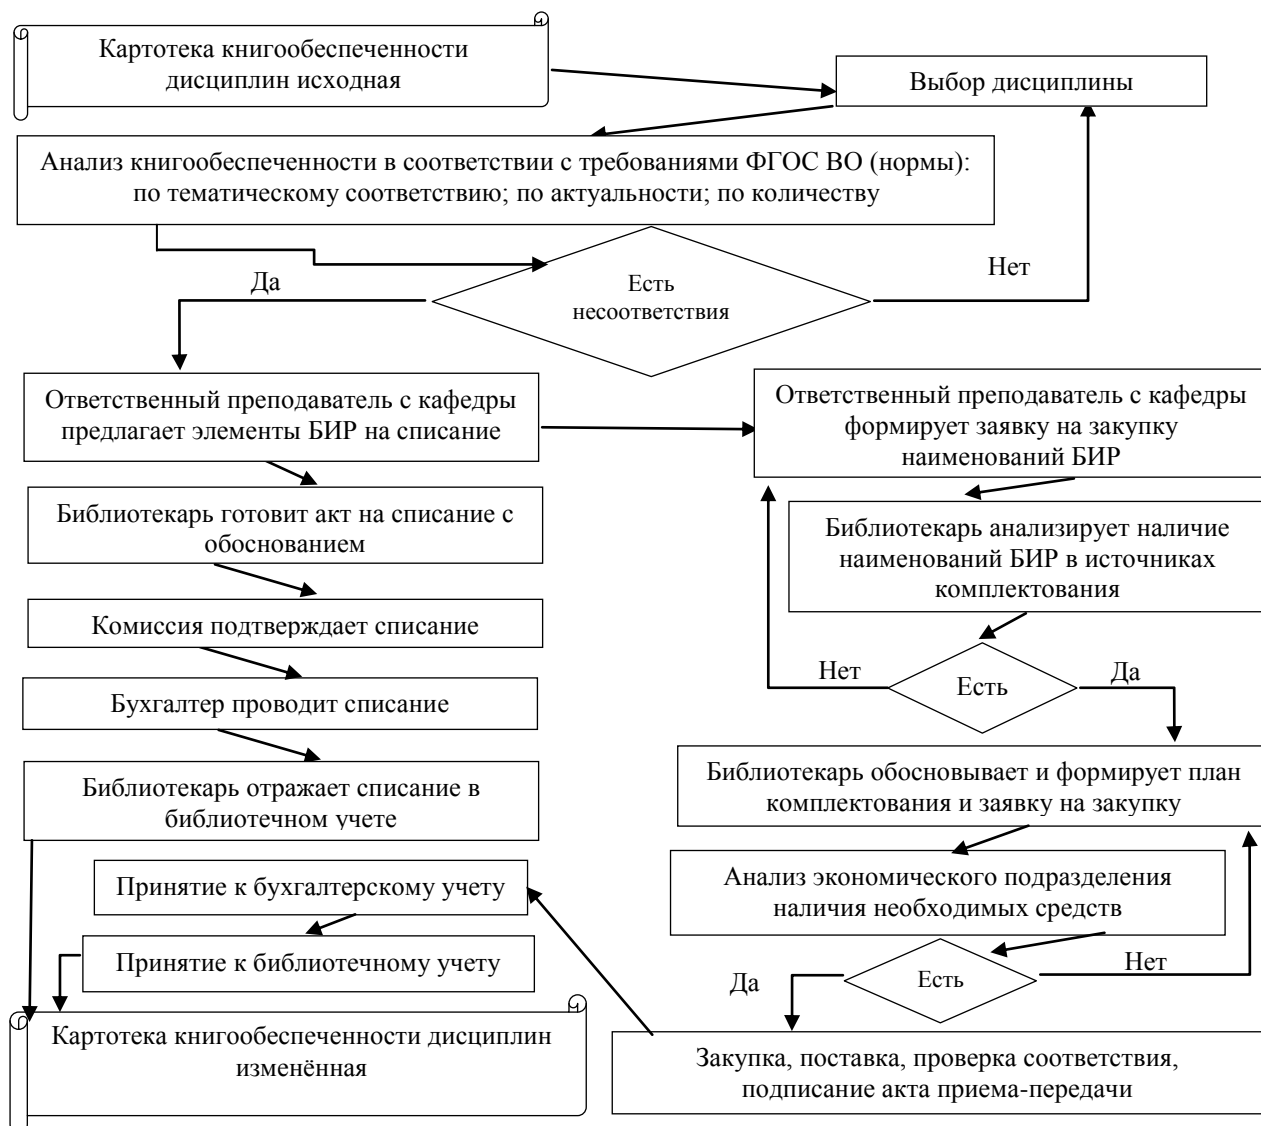 Картотека книгообеспеченности
дисциплин исходная
Выбор дисциплины
Анализ книгообеспеченности в соответствии с требованиями ФГОС ВО (нормы):
по тематическому соответствию; по актуальности; по количеству
Есть
несоответствия
Да
Нет
Ответственный преподаватель с кафедры
предлагает элементы БИР на списание
Ответственный преподаватель с кафедры
формирует заявку на закупку
наименований БИР
Библиотекарь готовит акт на списание с
обоснованием
Библиотекарь анализирует наличие
наименований БИР в источниках
комплектования
Комиссия подтверждает списание
Нет
Есть
Да
Бухгалтер проводит списание
Библиотекарь отражает списание в
библиотечном учете
Библиотекарь обосновывает и формирует план
комплектования и заявку на закупку
Принятие к бухгалтерскому учету
Анализ экономического подразделения
наличия необходимых средств
Принятие к библиотечному учету
Да
Есть
Нет
Картотека книгообеспеченности дисциплин
изменённая
Закупка, поставка, проверка соответствия,
подписание акта приема-передачи